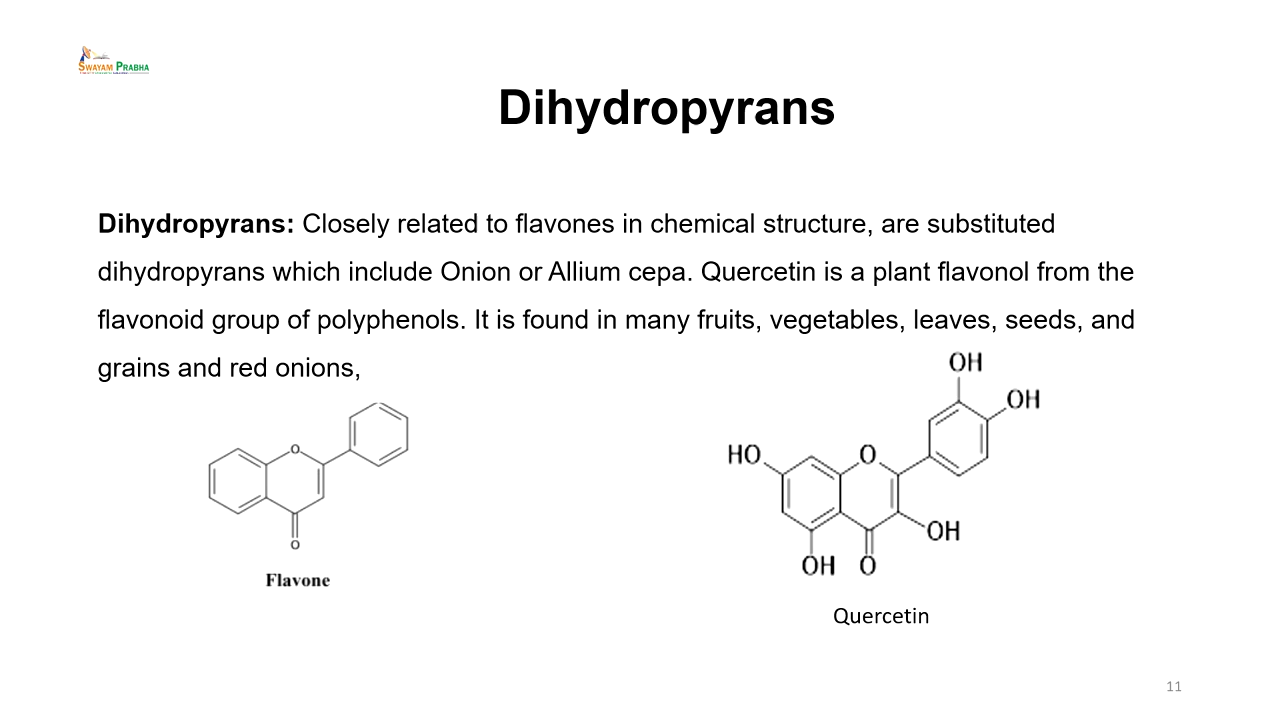 SWAYAM PRABHA
Dihydropyrans
Dihydropyrans: Closely related to flavones in chemical structure, are substituted
dihydropyrans which include Onion or Allium cepa. Quercetin is a plant flavonol from the
flavonoid group of polyphenols. It is found in many fruits, vegetables, leaves, seeds, and
grains and red onions,
OH
OH
HO
O
O
OH
OH
O
O
Flavone
Quercetin
11